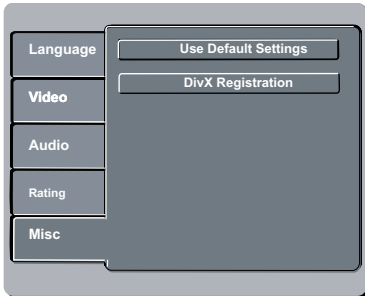 Language
Video
Audio
Rating
Misc
Use Default Settings
DivX Registration